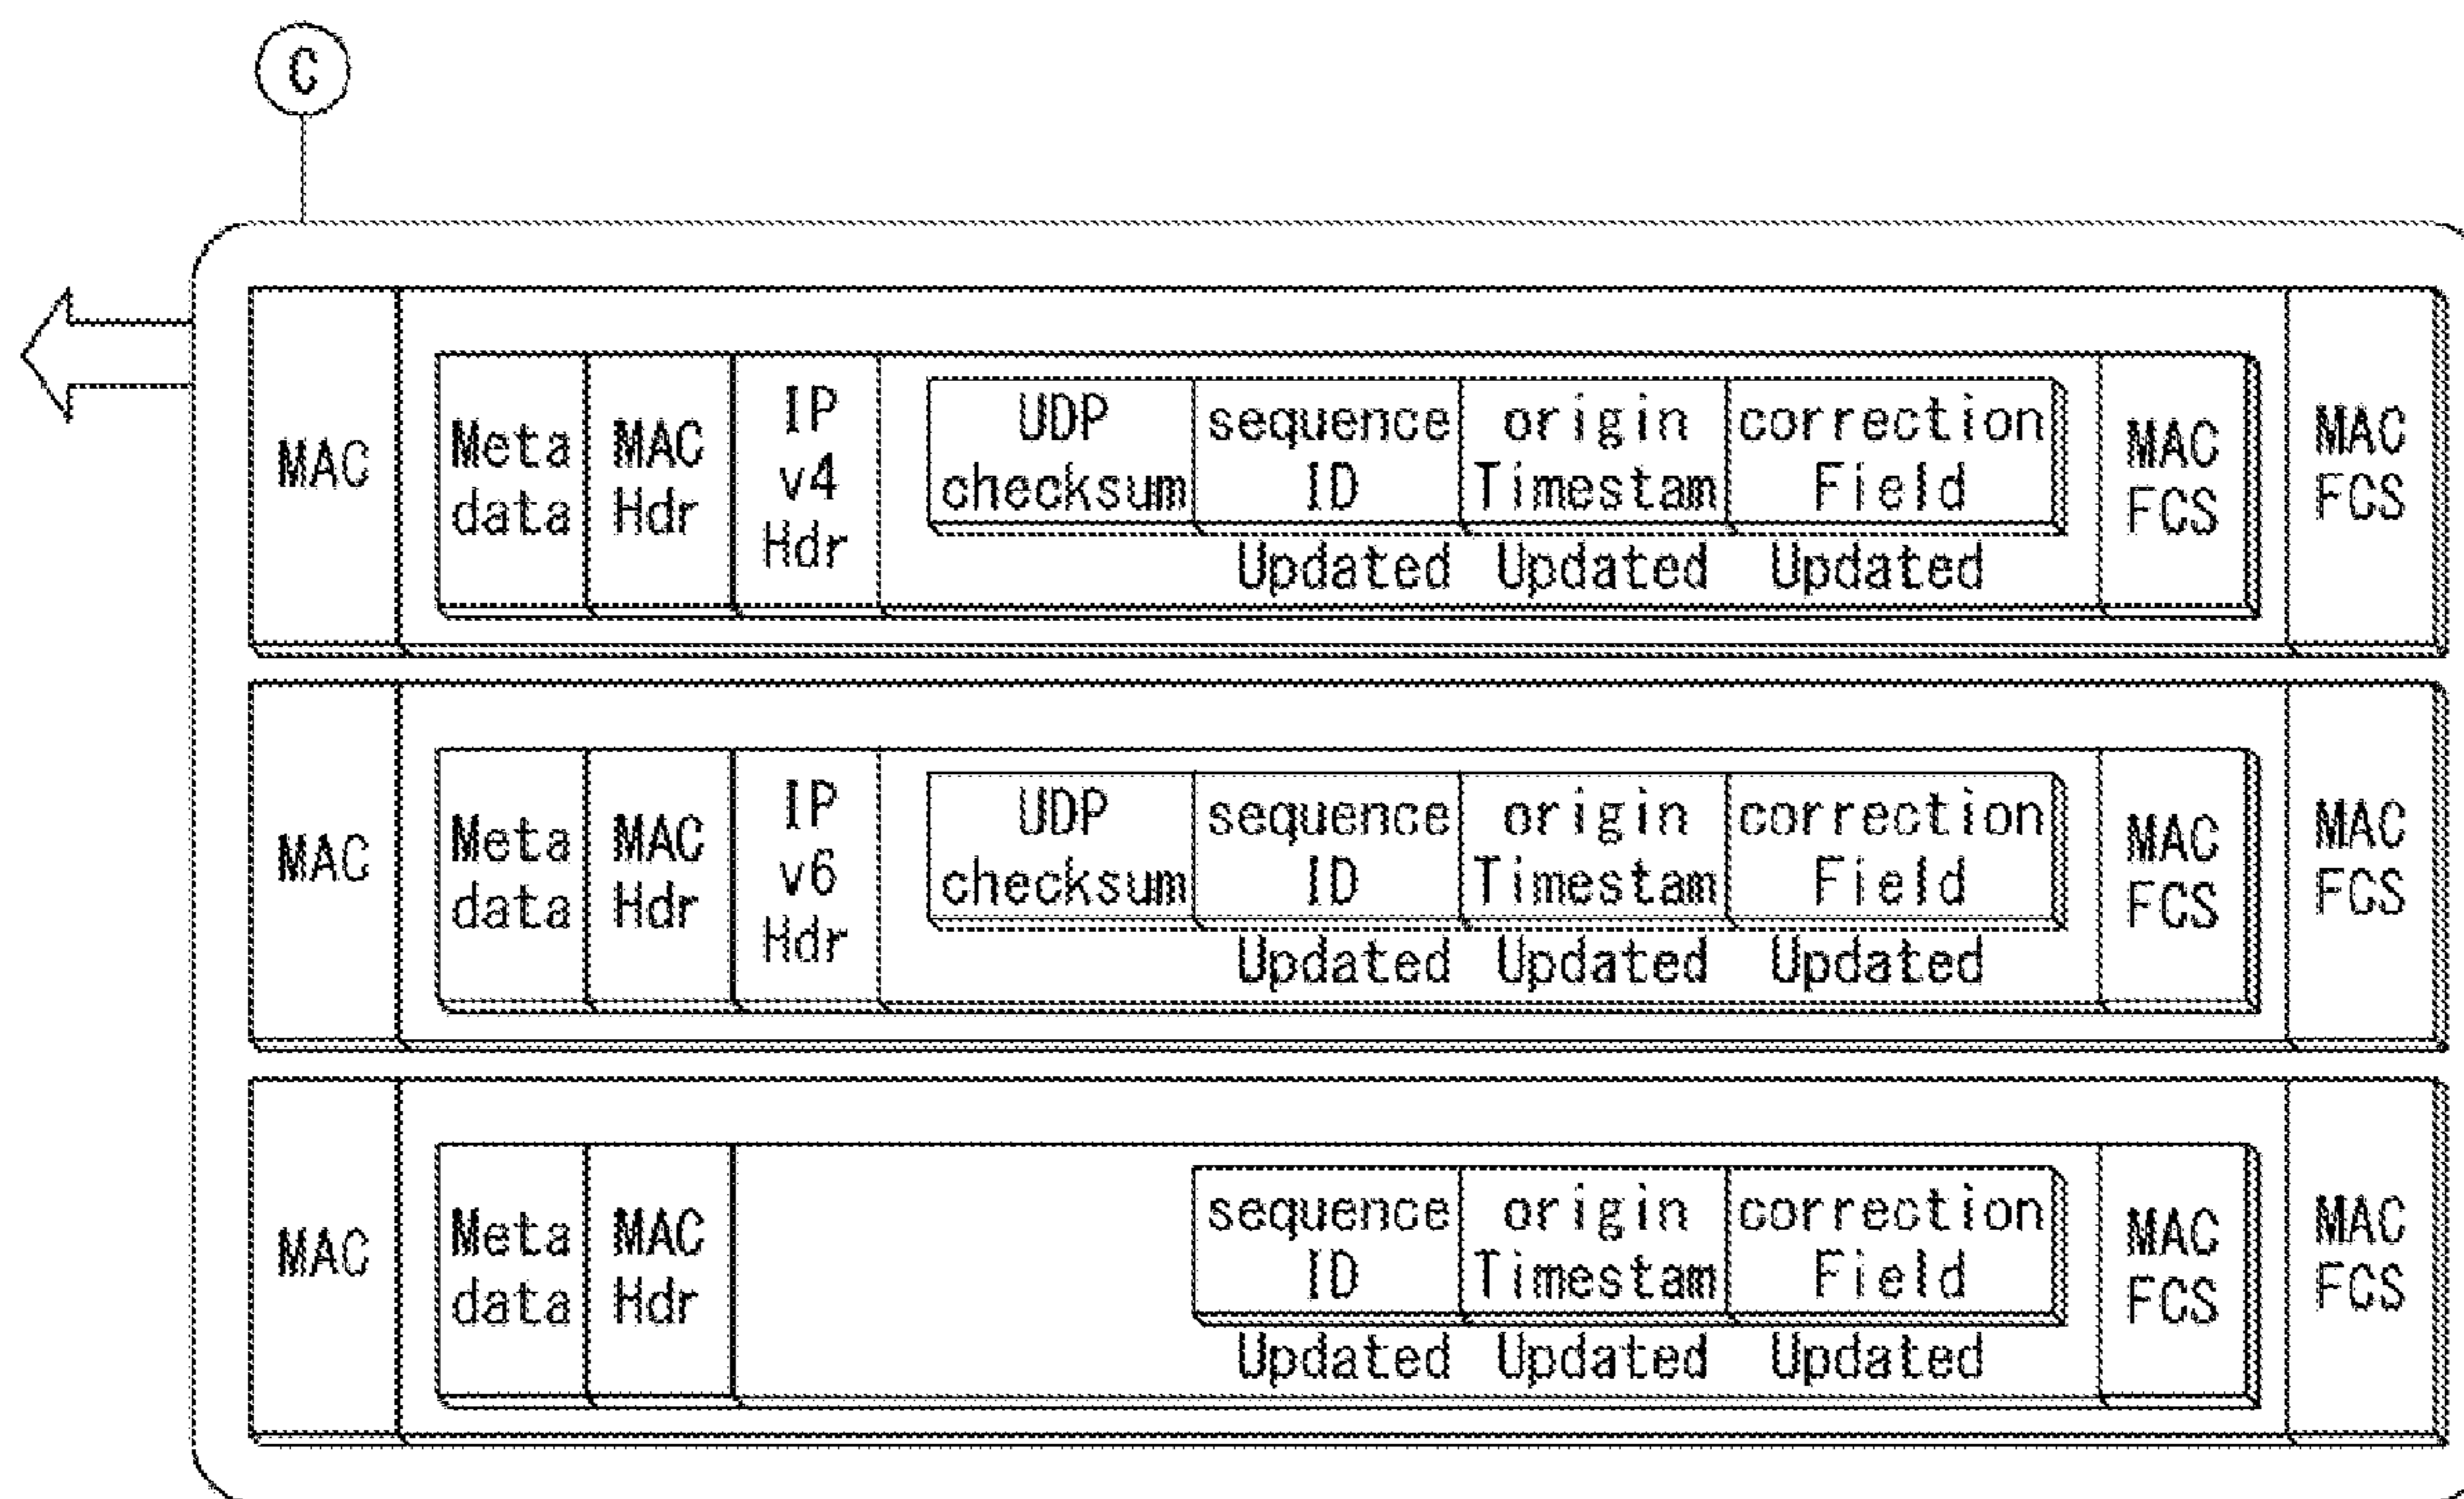 C
MAC
Meta
data
MAC
Hdr
IP
v4
Hdr
UDP
checksum
sequence
ID
origin
Timestam
correction
Field
Updated
Updated
Updated
MAC
FCS
MAC
FCS
MAC
Meta
data
MAC
Hdr
IP
v6
Hdr
UDP
checksum
sequence
ID
origin
Timestam
correction
Field
Updated
Updated
Updated
MAC
FCS
MAC
FCS
MAC
Meta
data
MAC
Hdr
sequence
ID
origin
Timestam
correction
Field
Updated
Updated
Updated
MAC
FCS
MAC
FCS